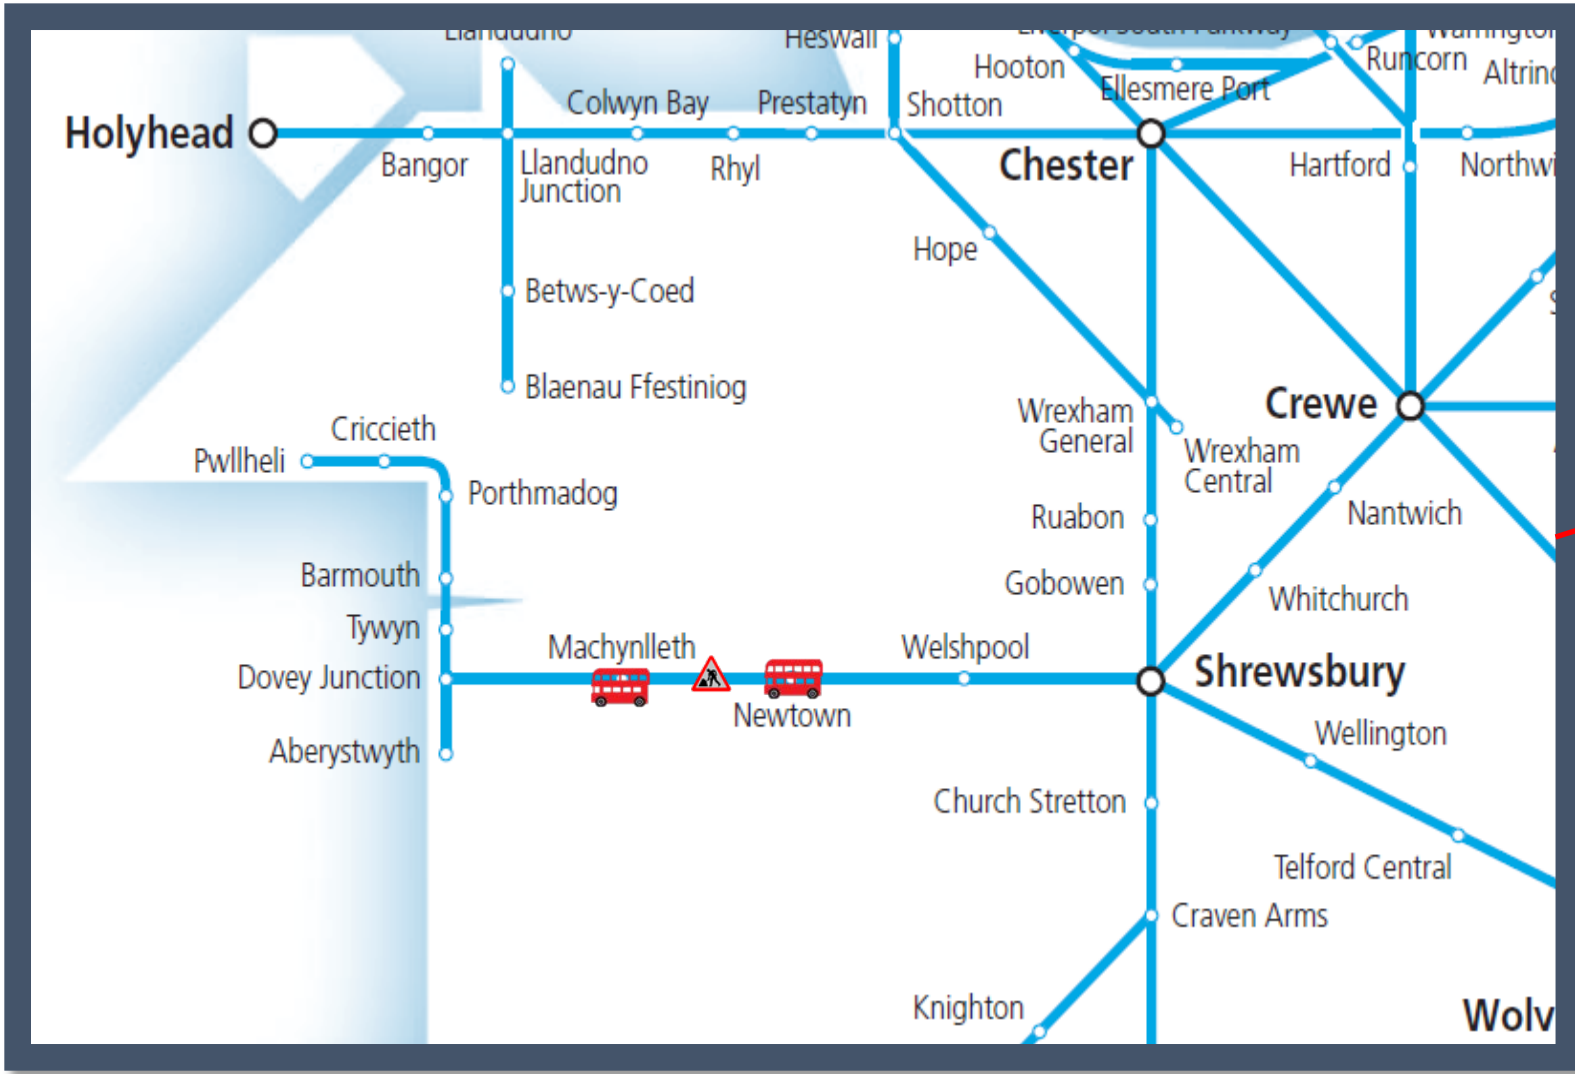 Llandudno
Heswall
Hooton
Runcorn
Ellesmere Port
Colwyn Bay
Prestatyn
Shotton
Holyhead
Bangor
Llandudno
Junction
Rhyl
Chester
Hartford
Hope
Betws-y-Coed
Blaenau Ffestiniog
Criccieth
Pwllheli
Porthmadog
Wrexham
General
Crewe
Wrexham
Central
Nantwich
Ruabon
Gobowen
Whitchurch
Barmouth
Tywyn
Dovey Junction
Machynlleth
Newtown
Welshpool
Shrewsbury
Aberystwyth
Wellington
Church Stretton
Telford Central
Craven Arms
Knighton
Wolv